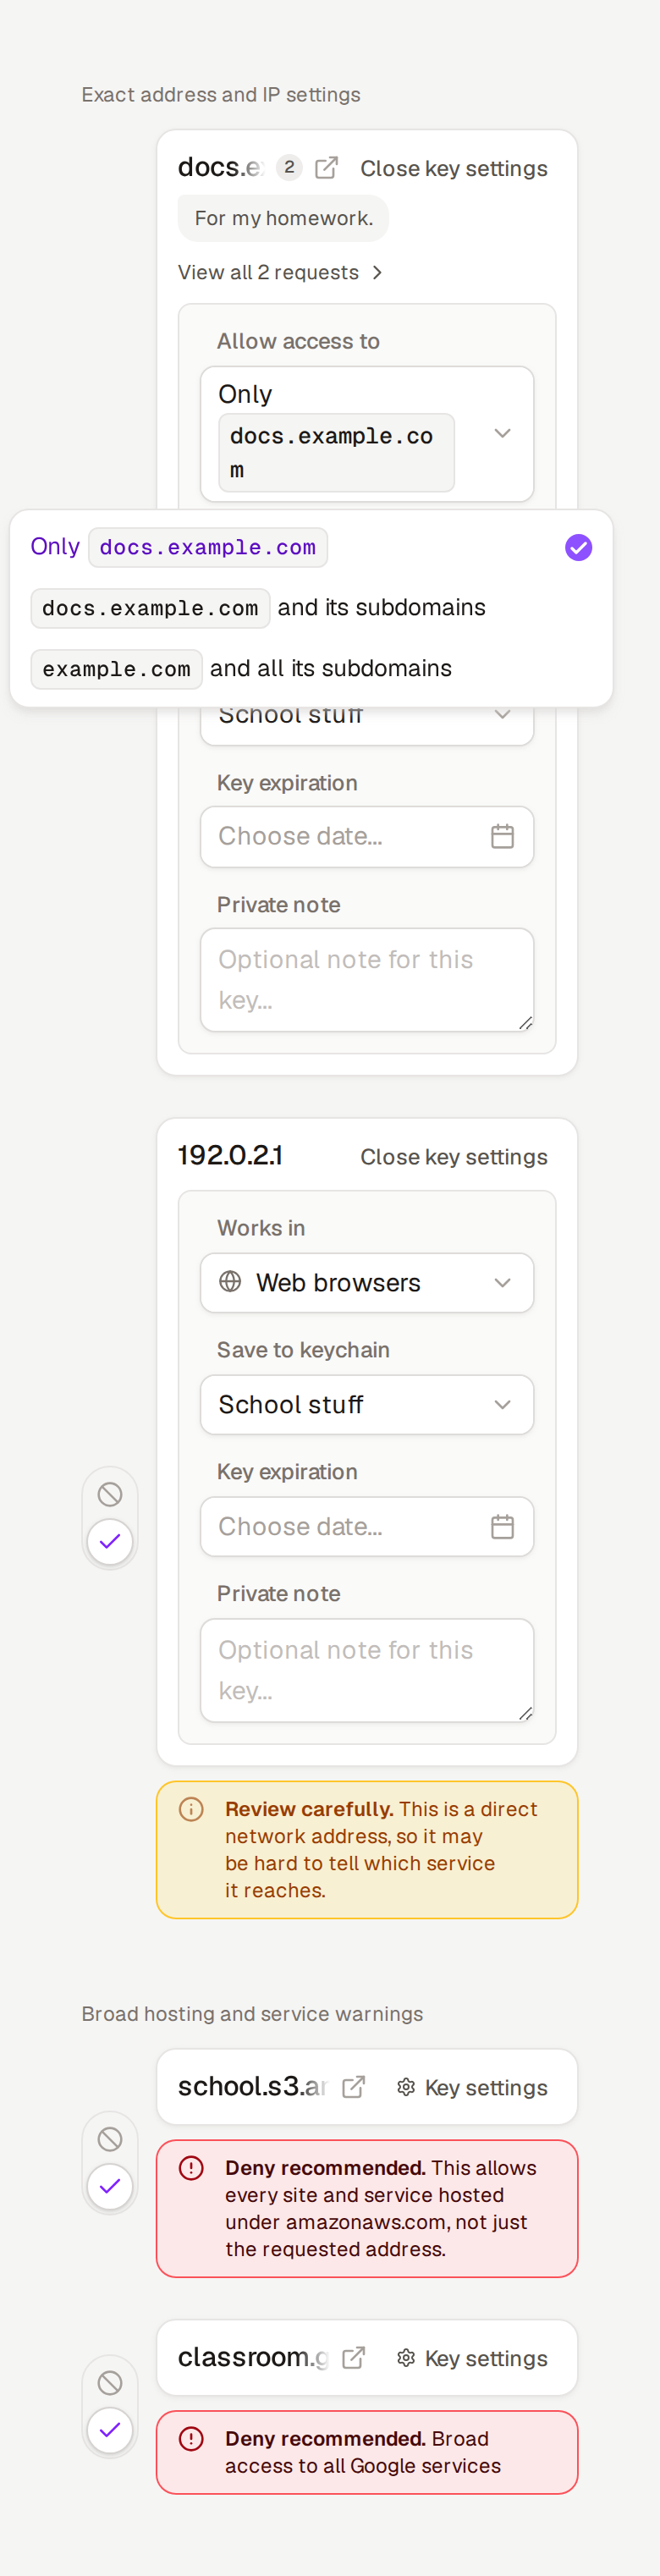 Exact address and IP settings
docs.ex 2 Close key settings
For my homework.
View all 2 requests
Allow access to
Only
docs.example.co
m
Only docs.example.com
docs.example.com and its subdomains
example.com and all its subdomains
School stuff
Key expiration
Choose date...
Private note
Optional note for this
key...
192.0.2.1 Close key settings
Works in
Web browsers
Save to keychain
School stuff
Key expiration
Choose date...
Private note
Optional note for this
key...
Review carefully. This is a direct
network address, so it may
be hard to tell which service
it reaches.
Broad hosting and service warnings
school.s3.am Key settings
Deny recommended. This allows
every site and service hosted
under amazonaws.com, not just
the requested address.
classroom.g Key settings
Deny recommended. Broad
access to all Google services